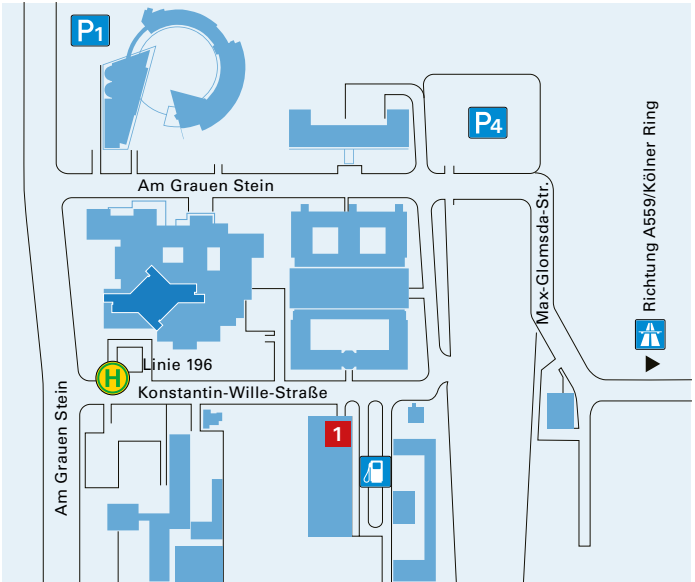 P1
P4
Am Grauen Stein
Max-Glomsda-Str.
Richtung A559/Kölner Ring
Linie 196
H
Konstantin-Wille-Straße
Am Grauen Stein
1